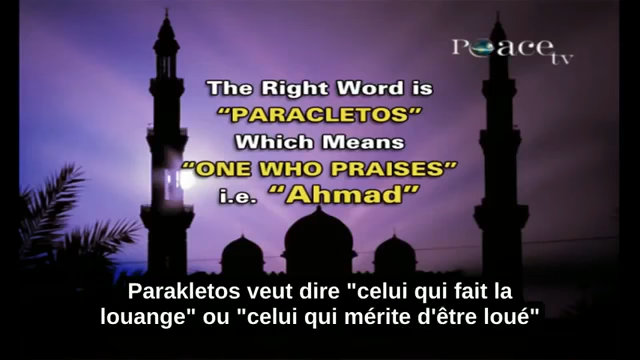 Peace tv
The Right Word is
“PARACLETOS”
Which Means
“ONE WHO PRAISES”
i.e. “Ahmad”
Parakletos veut dire "celui qui fait la
louange" ou "celui qui mérite d'être loué"